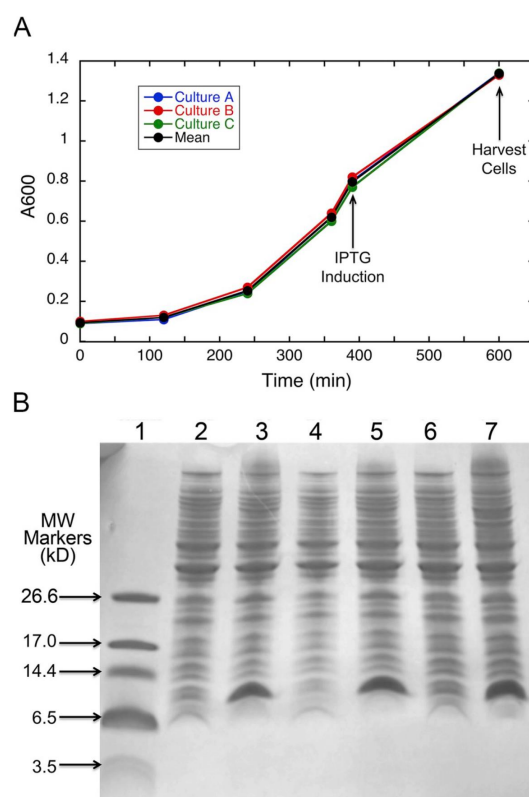 A
1.4
1.2
1
0.8
0.6
0.4
0.2
0
A600
Culture A
Culture B
Culture C
Mean
IPTG
Induction
Harvest
Cells
0 100 200 300 400 500 600
Time (min)
B
1 2 3 4 5 6 7
MW
Markers
(kD)
26.6
17.0
14.4
6.5
3.5